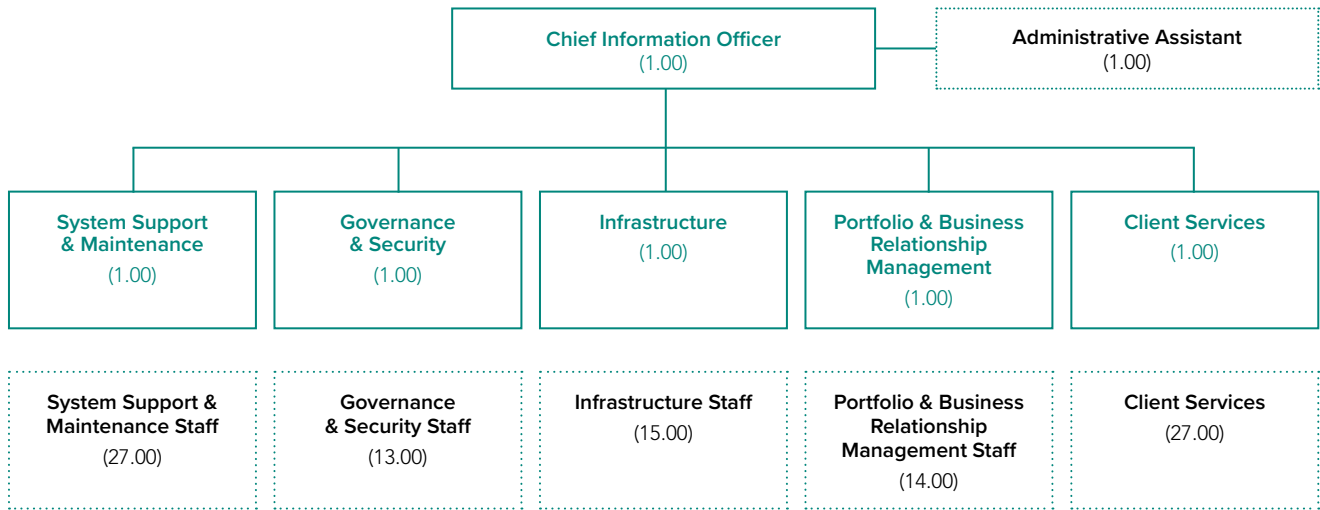 Chief Information Officer
(1.00)
Administrative Assistant
(1.00)
System Support
& Maintenance
(1.00)
Governance
& Security
(1.00)
Infrastructure
(1.00)
Portfolio & Business
Relationship
Management
(1.00)
Client Services
(1.00)
System Support &
Maintenance Staff
(27.00)
Governance
& Security Staff
(13.00)
Infrastructure Staff
(15.00)
Portfolio & Business
Relationship
Management Staff
(14.00)
Client Services
(27.00)